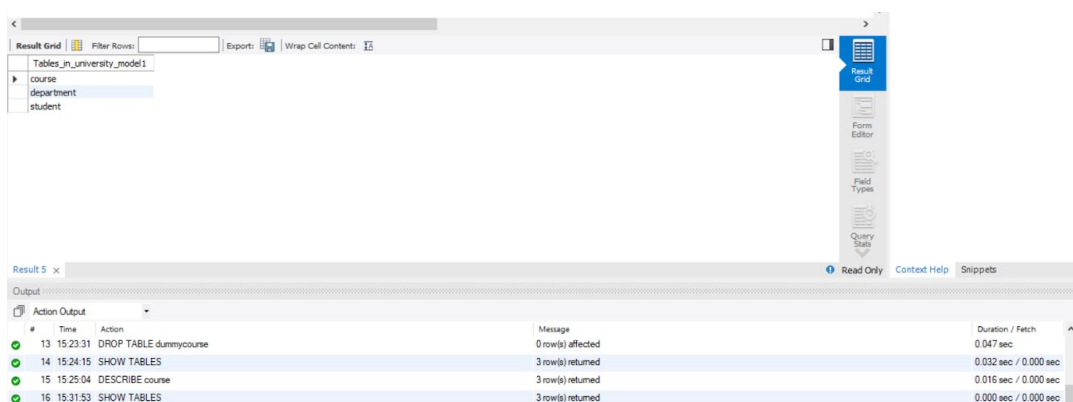 Result Grid Filter Rows: Export: Wrap Cell Content: IA
Tables_in_university_model1
course
department
student
Result
Grid
Form
Editor
Field
Types
Query
Stats
Result 5 × Read Only Context Help Snippets
Output
Action Output
# Time Action Message Duration / Fetch
13 15:23:31 DROP TABLE dummycourse 0 row(s) affected 0.047 sec
14 15:24:15 SHOW TABLES 3 row(s) returned 0.032 sec / 0.000 sec
15 15:25:04 DESCRIBE course 3 row(s) returned 0.016 sec / 0.000 sec
16 15:31:53 SHOW TABLES 3 row(s) returned 0.000 sec / 0.000 sec